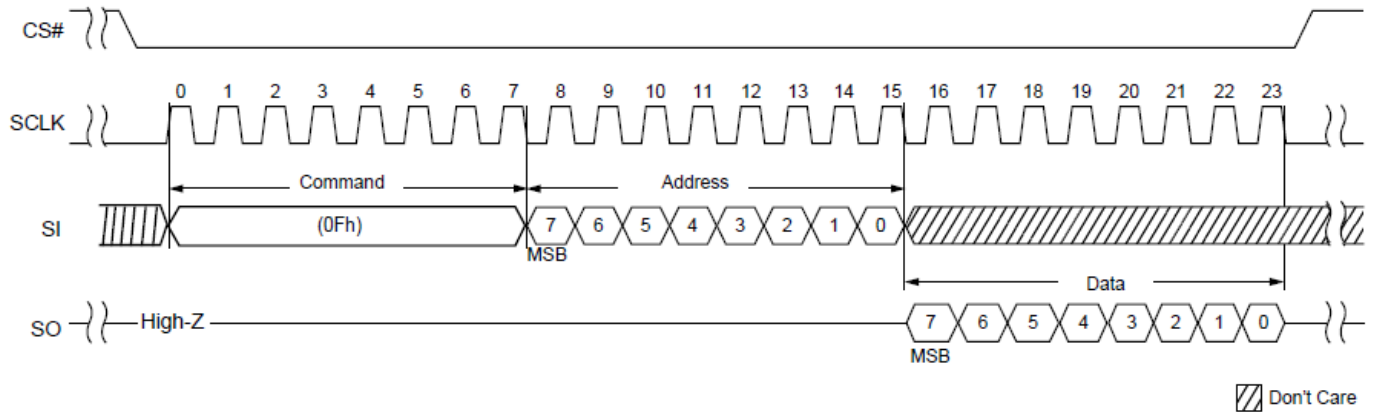 CS#
0 1 2 3 4 5 6 7 8 9 10 11 12 13 14 15 16 17 18 19 20 21 22 23
SCLK
Command Address
SI (0Fh) 7 6 5 4 3 2 1 0
MSB
Data
SO High-Z 7 6 5 4 3 2 1 0
MSB
Don't Care